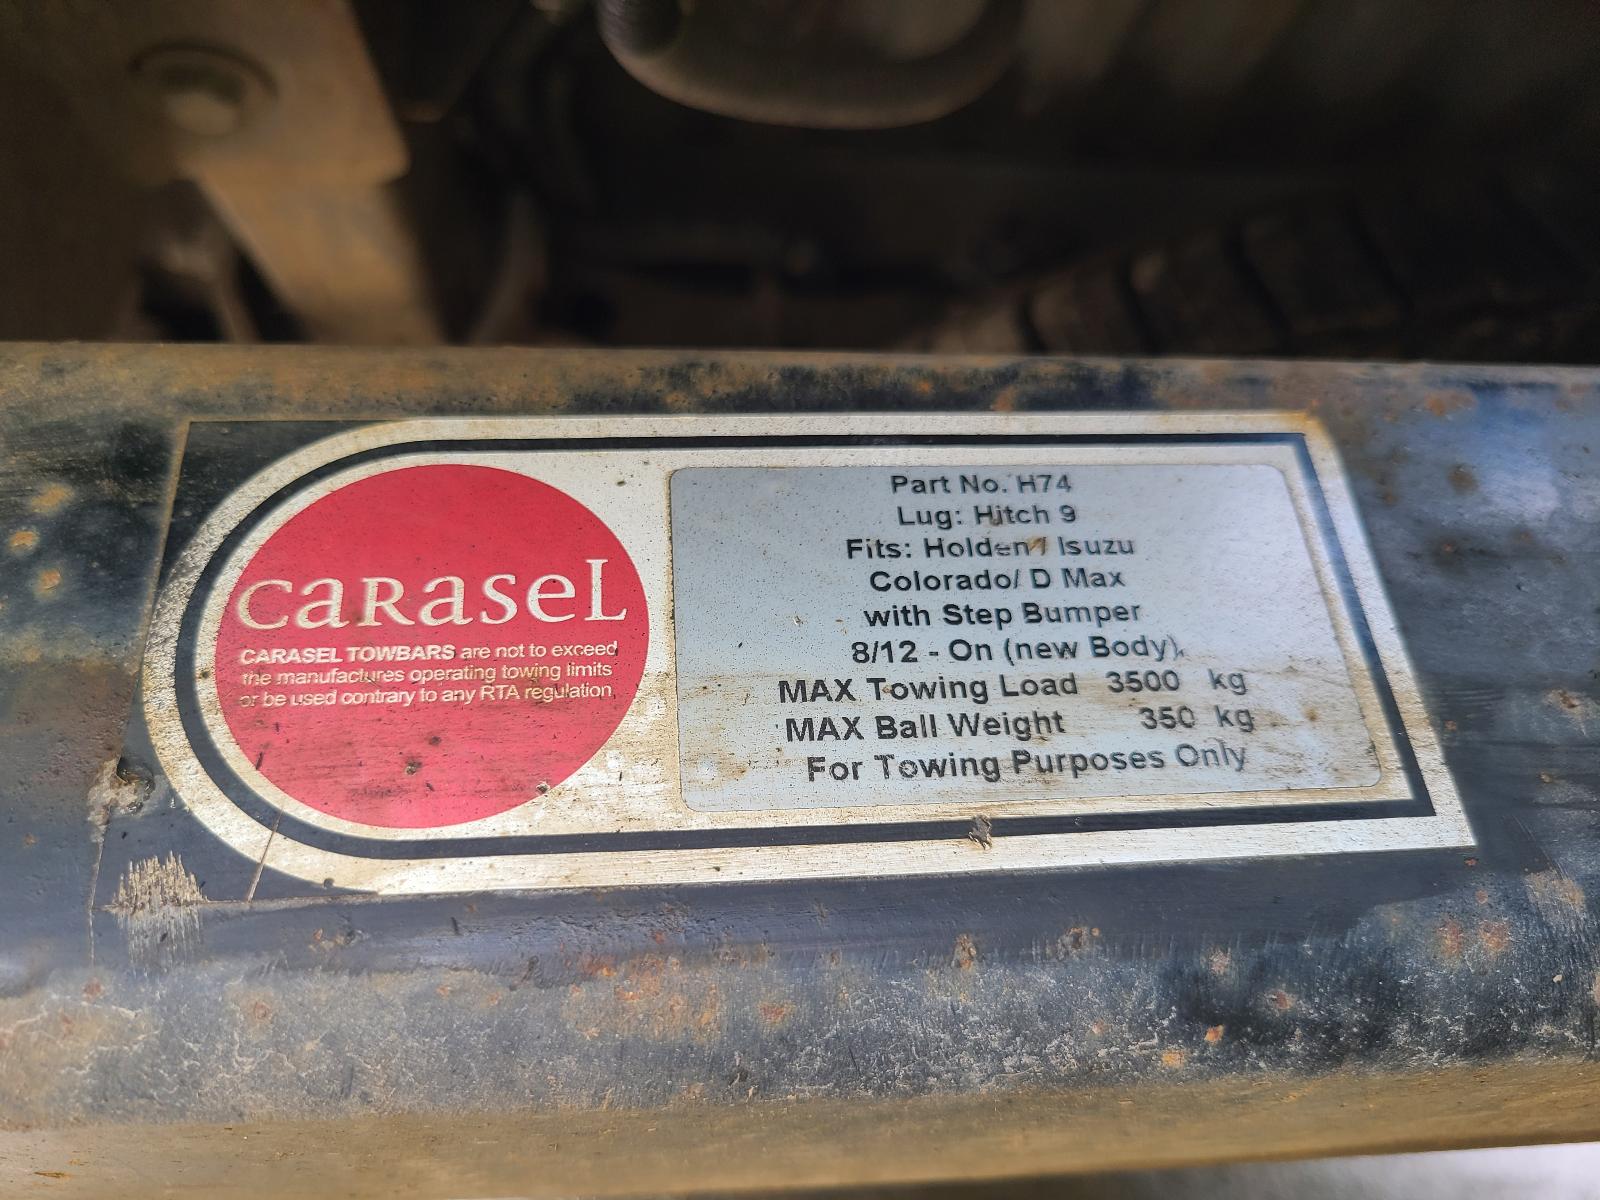 CARASEL
CARASEL TOWBARS are not to exceed
the manufactures operating towing limits
or be used contrary to any RTA regulation.
Part No. H74
Lug: Hitch 9
Fits: Holden / Isuzu
Colorado/ D Max
with Step Bumper
8/12 - On (new Body).
MAX Towing Load 3500 kg
MAX Ball Weight 350 kg
For Towing Purposes Only